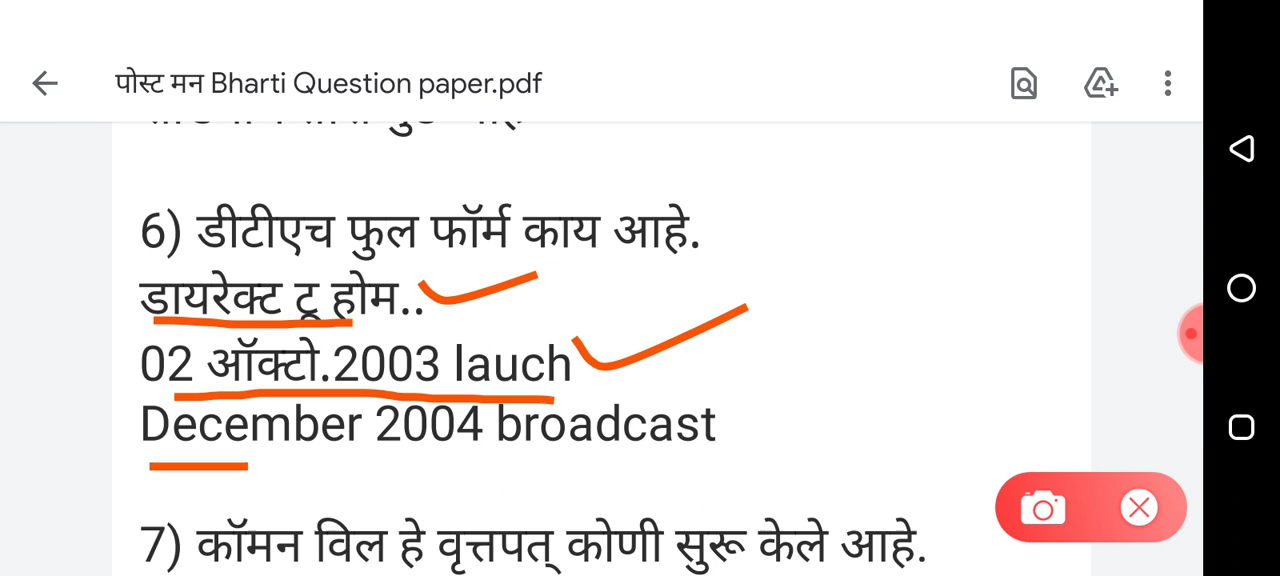 पोस्ट मन Bharti Question paper.pdf
6) डीटीएच फुल फॉर्म काय आहे.
डायरेक्ट टू होम..
02 ऑक्टो.2003 lauch
December 2004 broadcast
7) कॉमन विल हे वृत्तपत् कोणी सुरू केले आहे.